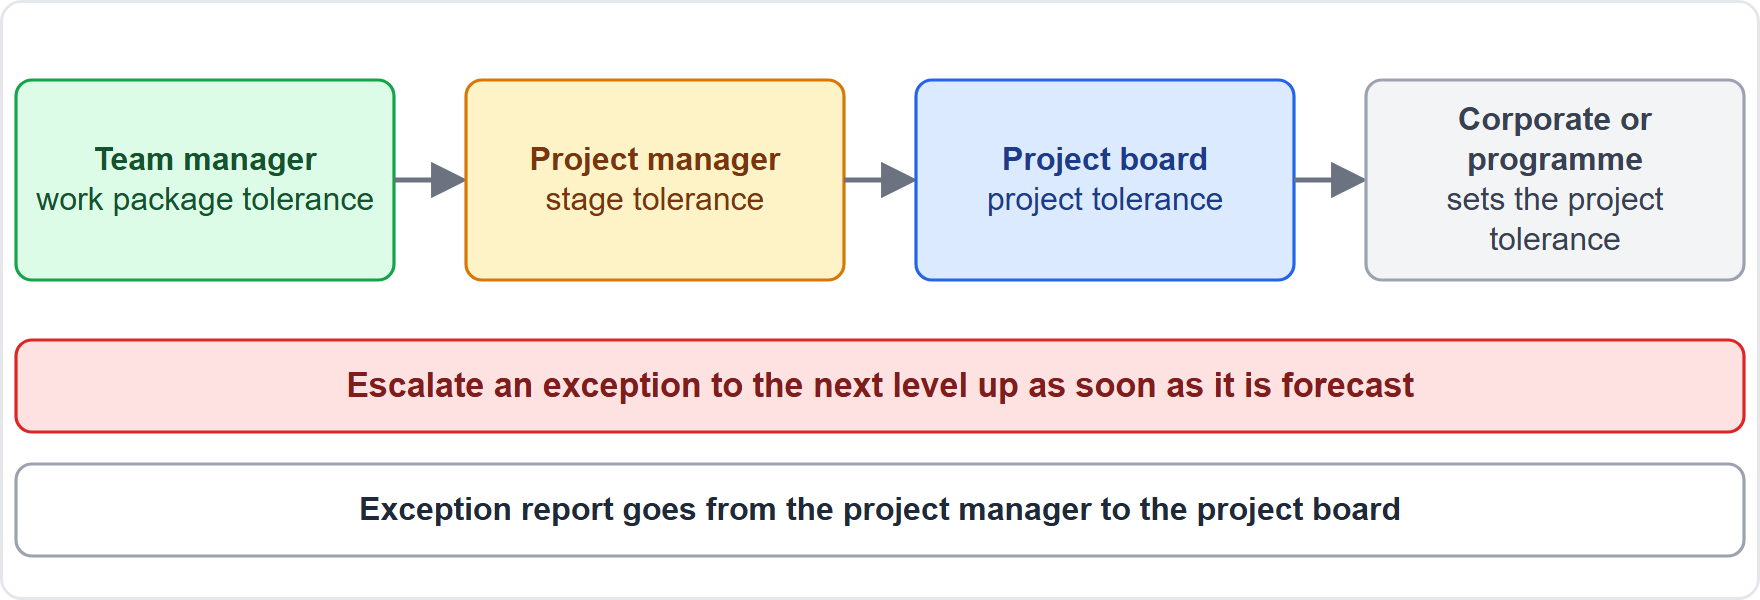 Team manager
work package tolerance
Project manager
stage tolerance
Project board
project tolerance
Corporate or
programme
sets the project
tolerance
Escalate an exception to the next level up as soon as it is forecast
Exception report goes from the project manager to the project board